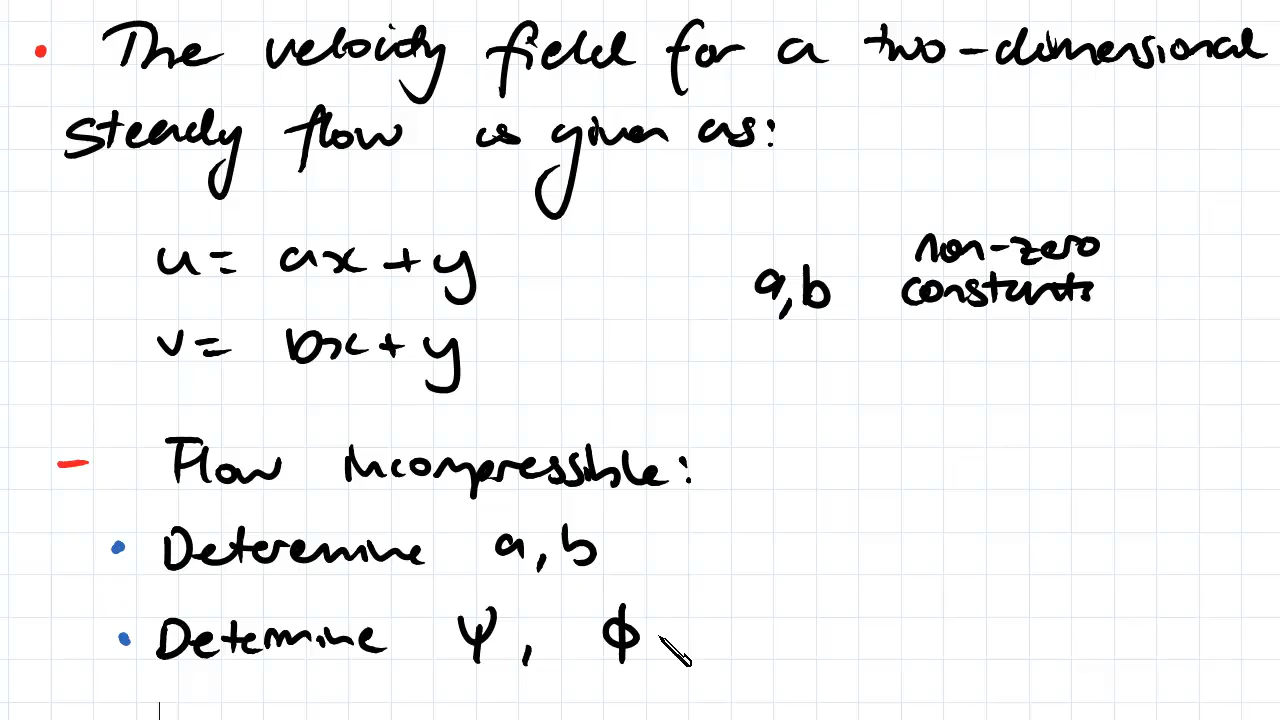 • The velocity field for a two-dimensional
steady flow is given as:
u = ax + y
non-zero
a, b constants
v = bx + y
- Flow incompressible:
• Determine a, b
• Determine ψ, φ